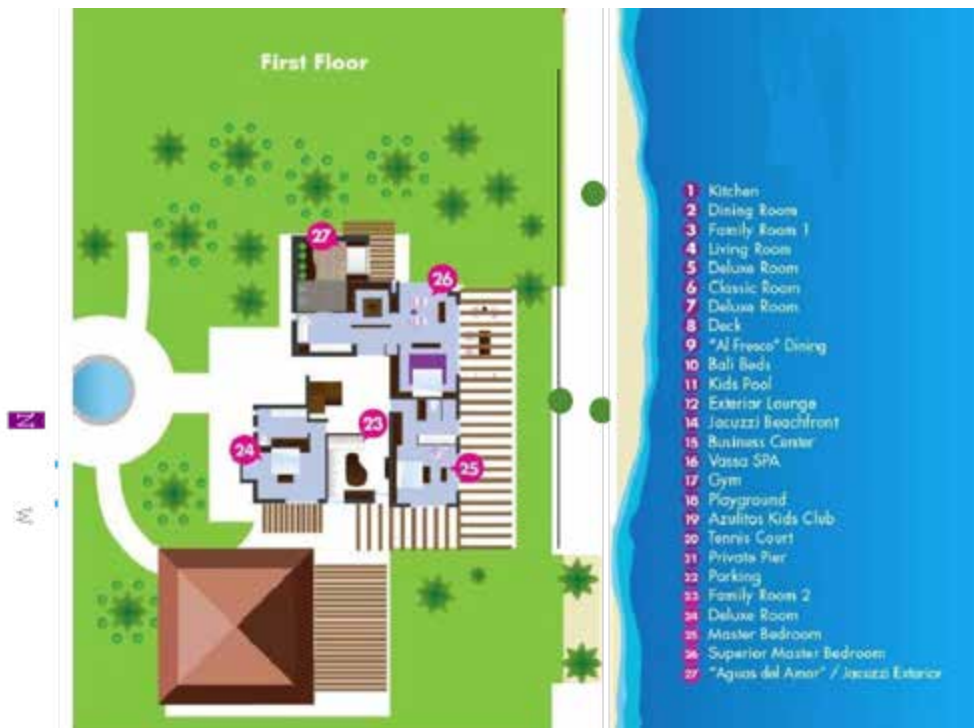 First Floor
27
26
23
24
25
N
W
1 Kitchen
2 Dining Room
3 Family Room 1
4 Living Room
5 Deluxe Room
6 Classic Room
7 Deluxe Room
8 Deck
9 "Al Fresco" Dining
10 Bali Beds
11 Kids Pool
12 Exterior Lounge
14 Jacuzzi Beachfront
15 Business Center
16 Vassa SPA
17 Gym
18 Playground
19 Azulitos Kids Club
20 Tennis Court
21 Private Pier
22 Parking
23 Family Room 2
24 Deluxe Room
25 Master Bedroom
26 Superior Master Bedroom
27 "Aguas del Amor" / Jacuzzi Exterior